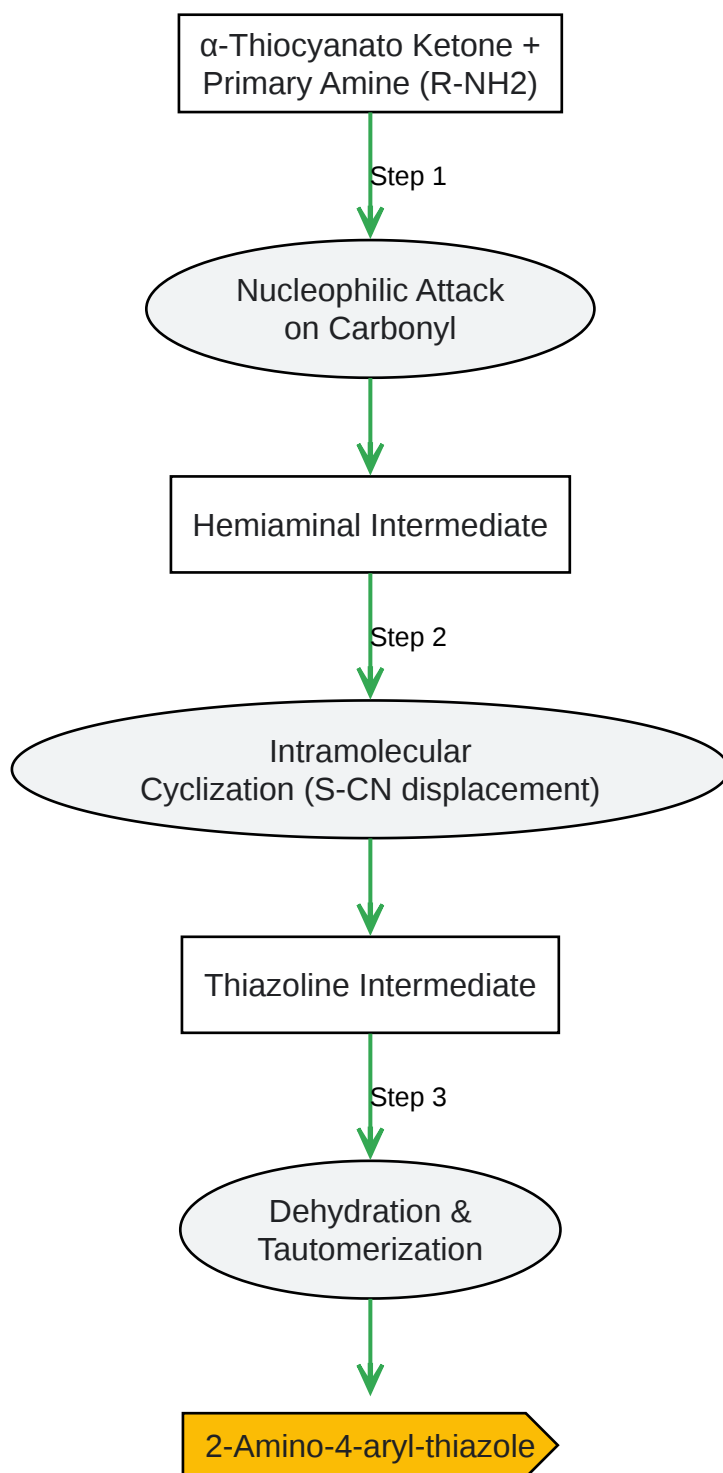 α-Thiocyanato Ketone +
Primary Amine (R-NH2)
Step 1
Nucleophilic Attack
on Carbonyl
Hemiaminal Intermediate
Step 2
Intramolecular
Cyclization (S-CN displacement)
Thiazoline Intermediate
Step 3
Dehydration &
Tautomerization
2-Amino-4-aryl-thiazole